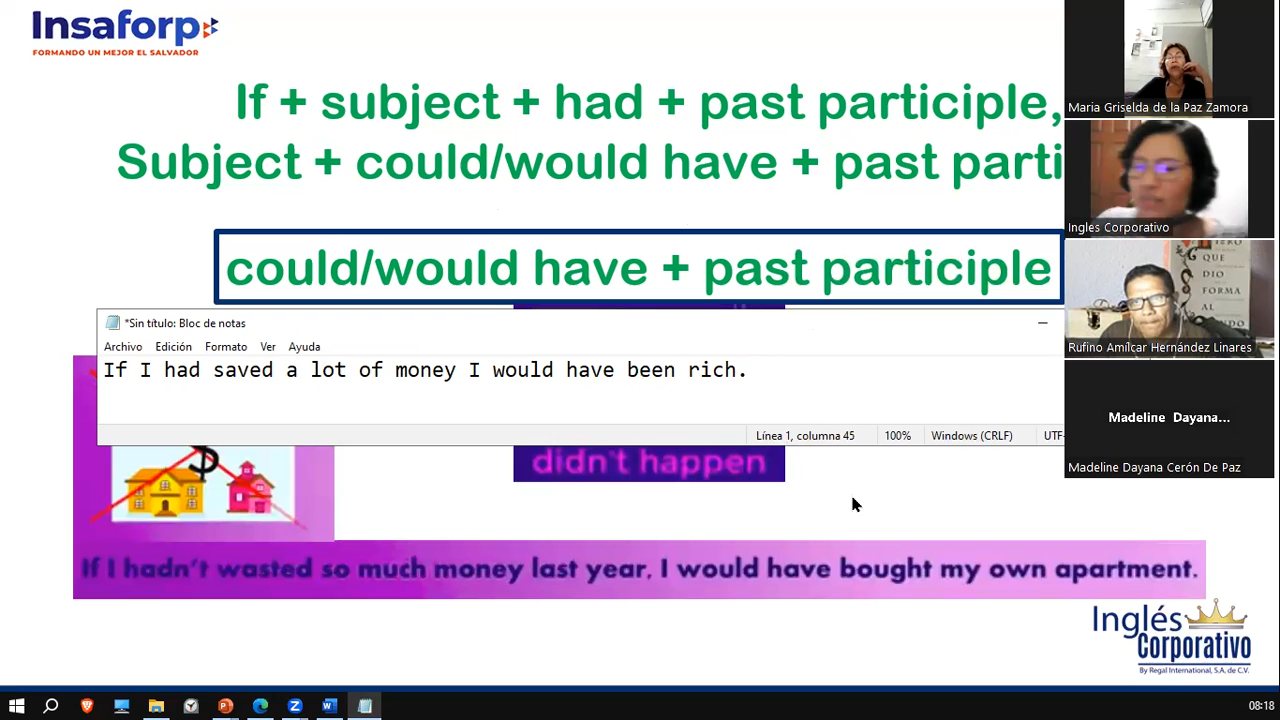 Insaforp
FORMANDO UN MEJOR EL SALVADOR
If + subject + had + past participle,
Subject + could/would have + past parti
could/would have + past participle
*Sin título: Bloc de notas
Archivo Edición Formato Ver Ayuda
If I had saved a lot of money I would have been rich.
Línea 1, columna 45 100% Windows (CRLF) UTF-
$
didn't happen
If I hadn't wasted so much money last year, I would have bought my own apartment.
Inglés
Corporativo
By Regal International, S.A. de C.V.
Maria Griselda de la Paz Zamora
Ingles Corporativo
QUE
DIO
FORMA
AL
Rufino Amílcar Hernández Linares
Madeline Dayana...
Madeline Dayana Cerón De Paz
08:18